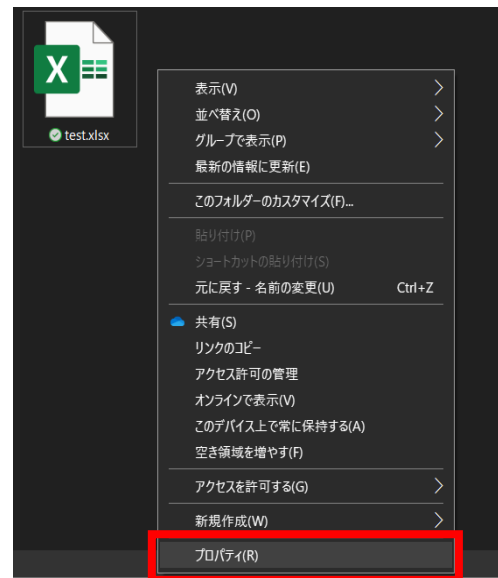 X
test.xlsx
表示(V)
並べ替え(O)
グループで表示(P)
最新の情報に更新(E)
このフォルダーのカスタマイズ(F)...
貼り付け(P)
ショートカットの貼り付け(S)
元に戻す - 名前の変更(U) Ctrl+Z
共有(S)
リンクのコピー
アクセス許可の管理
オンラインで表示(V)
このデバイス上で常に保持する(A)
空き領域を増やす(F)
アクセスを許可する(G)
新規作成(W)
プロパティ(R)